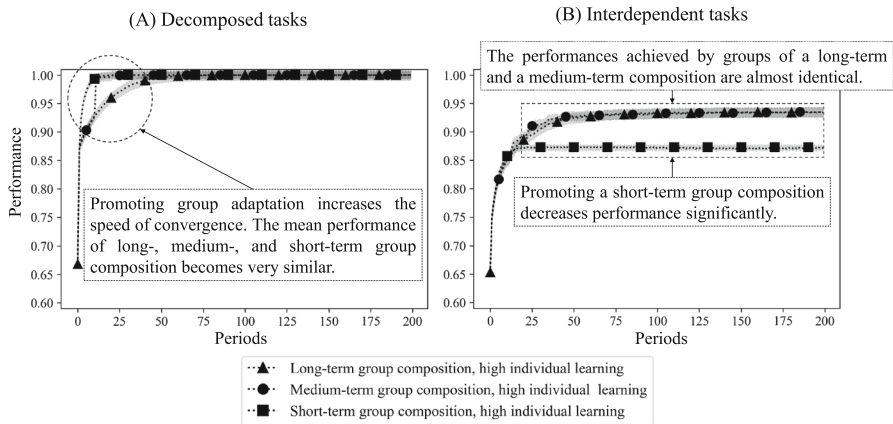 (A) Decomposed tasks
Performance
1.00
0.95
0.90
0.85
0.80
0.75
0.70
0.65
0.60
Promoting group adaptation increases the
speed of convergence. The mean performance
of long-, medium-, and short-term group
composition becomes very similar.
0 25 50 75 100 125 150 175 200
Periods
(B) Interdependent tasks
The performances achieved by groups of a long-term
and a medium-term composition are almost identical.
1.00
0.95
0.90
0.85
0.80
0.75
0.70
0.65
0.60
Promoting a short-term group composition
decreases performance significantly.
0 25 50 75 100 125 150 175 200
Periods
Long-term group composition, high individual learning
Medium-term group composition, high individual learning
Short-term group composition, high individual learning